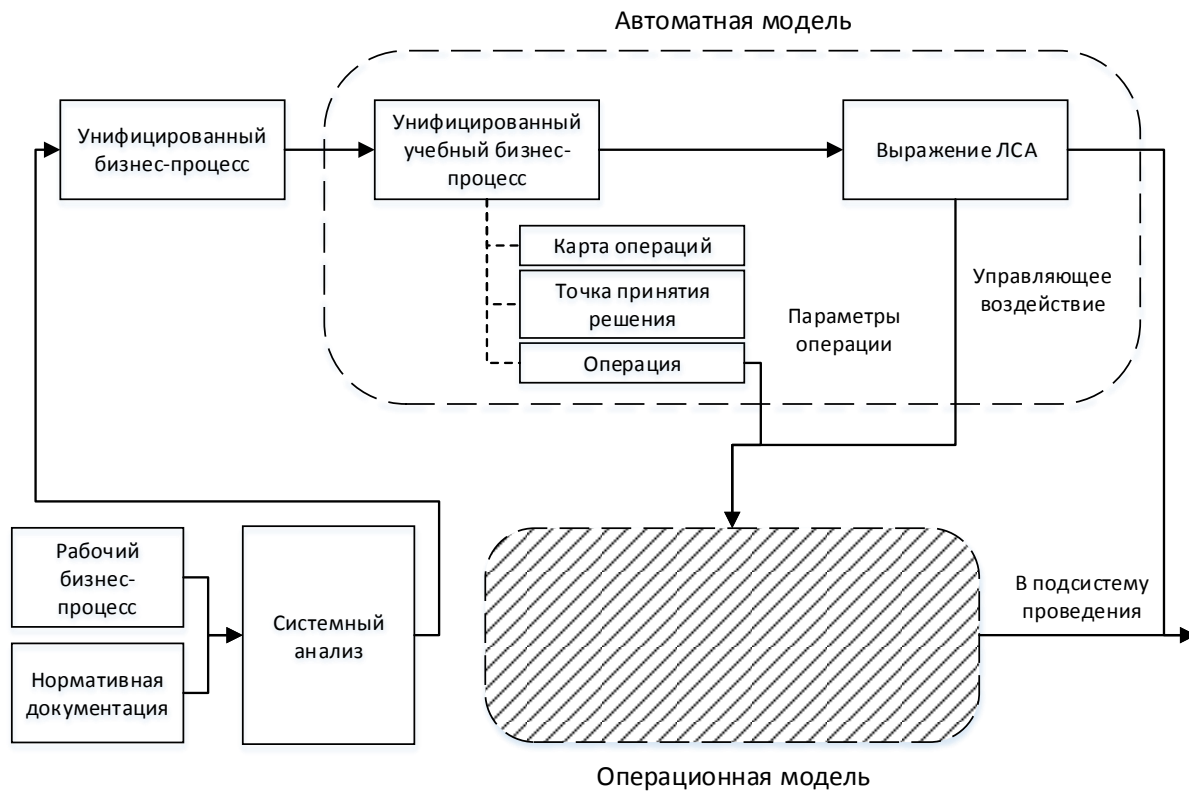 Автоматная модель
Унифицированный
бизнес-процесс
Унифицированный
учебный бизнес-
процесс
Выражение ЛСА
Карта операций
Точка принятия
решения
Операция
Параметры
операции
Управляющее
воздействие
Рабочий
бизнес-
процесс
Нормативная
документация
Системный
анализ
В подсистему
проведения
Операционная модель